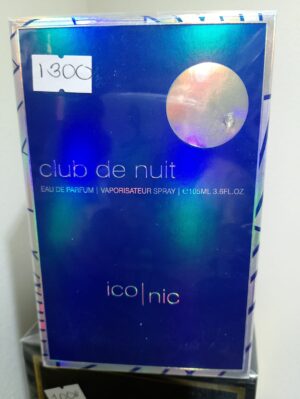 1300
club de nuit
EAU DE PARFUM | VAPORISATEUR SPRAY | ℮105ML 3.6FL.OZ
ico|nic